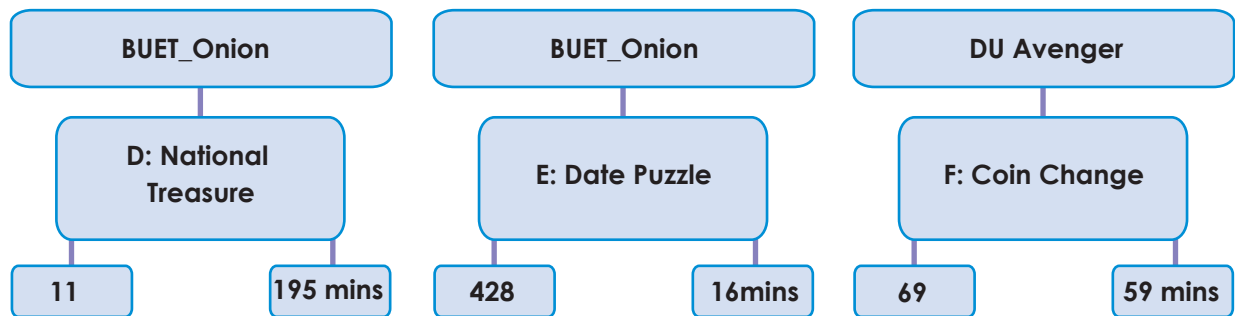 BUET_Onion
D: National
Treasure
11
195 mins
BUET_Onion
E: Date Puzzle
428
16mins
DU Avenger
F: Coin Change
69
59 mins